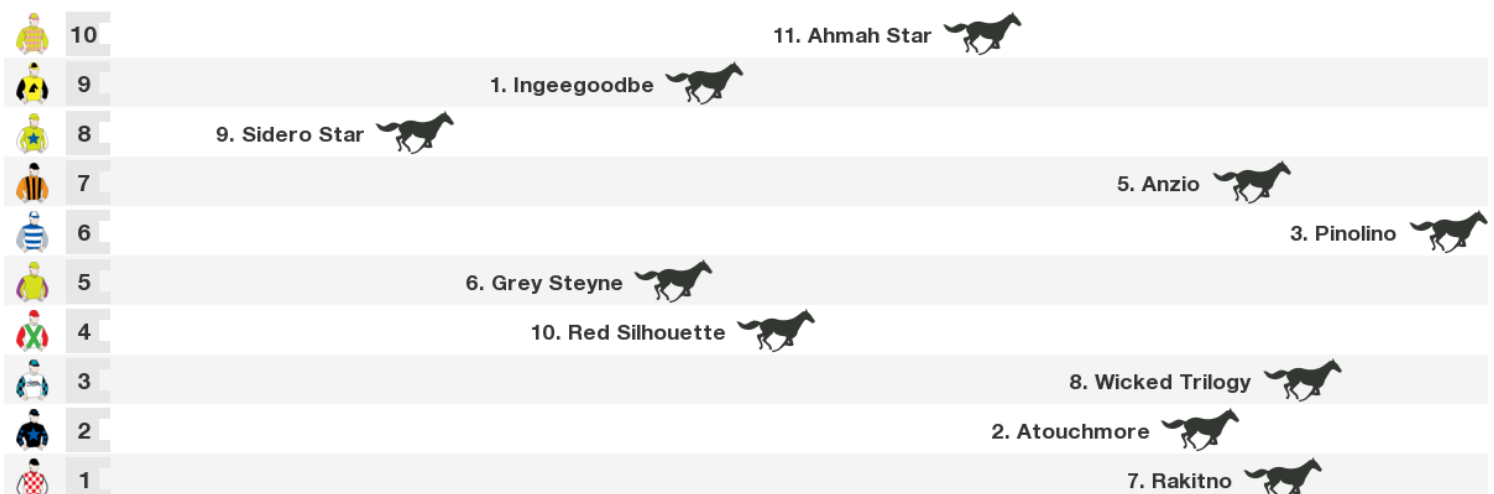 10 11. Ahmah Star
9 1. Ingeegoodbe
8 9. Sidero Star
7 5. Anzio
6 3. Pinolino
5 6. Grey Steyne
4 10. Red Silhouette
3 8. Wicked Trilogy
2 2. Atouchmore
1 7. Rakitno